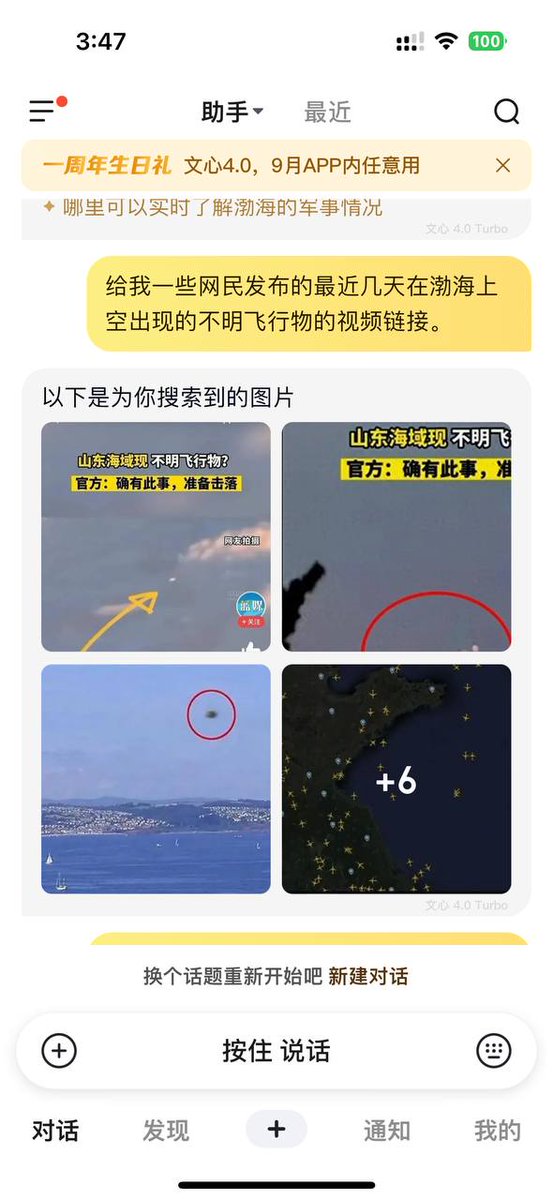 3:47
100
助手
最近
一周年生日礼 文心4.0，9月APP内任意用
哪里可以实时了解渤海的军事情况
文心 4.0 Turbo
给我一些网民发布的最近几天在渤海上
空出现的不明飞行物的视频链接。
以下是为你搜索到的图片
山东海域现 不明飞行物?
官方：确有此事，准备击落
网友拍摄
蓝媒
+关注
山东海域现 不明飞
官方：确有此事，准
+6
文心 4.0 Turbo
换个话题重新开始吧 新建对话
按住 说话
对话
发现
通知
我的